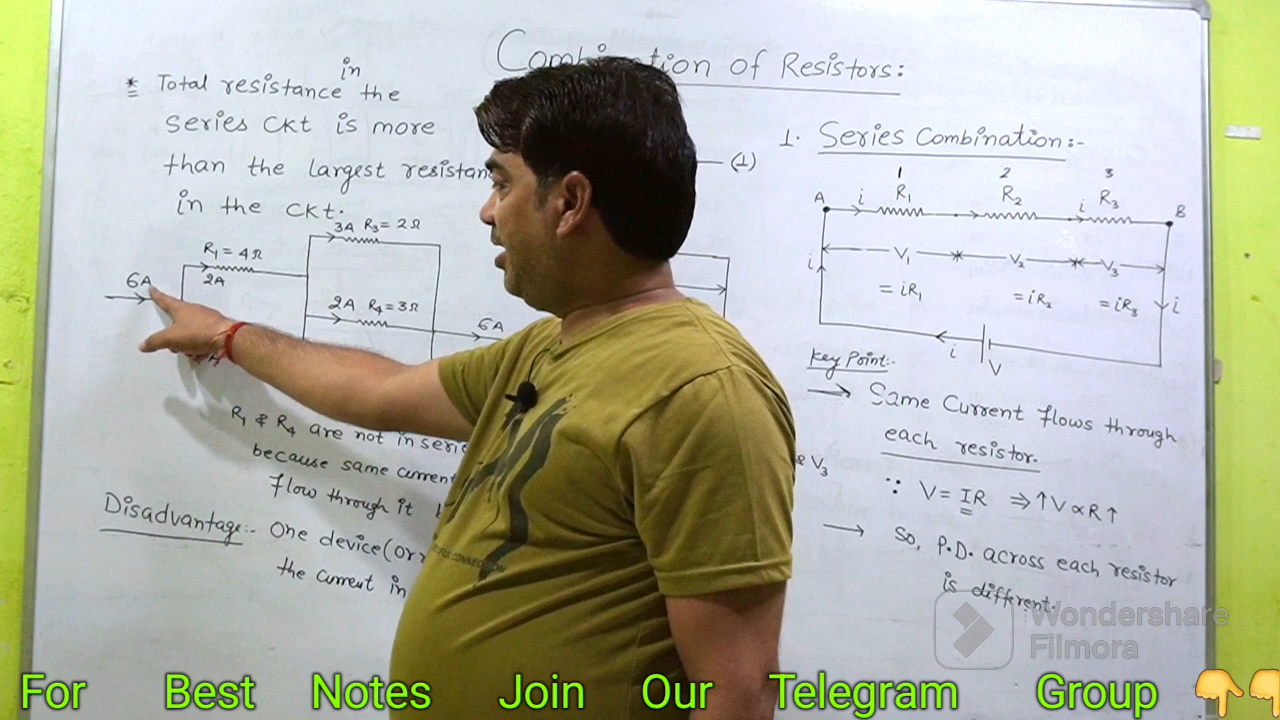 Combination of Resistors:
* Total resistance in the
series CKt is more
than the largest
in the CKt.
(1)
3A R₃ = 2Ω
R₁ = 4Ω
2A
6A
2A R₄ = 3Ω
6A
R₁ & R₄ are not in
because same current
flow through it
Disadvantage:- One device
the current in
1. Series Combination:-
1 2 3
A i R₁ R₂ i R₃ B
i V₁ V₂ V₃ i
= iR₁ = iR₂ = iR₃
i V
Key Point:-
→ Same Current flows through
each resistor.
& V₃
∵ V = IR ⇒ ↑V ∝ R↑
→ So, P.D. across each resistor
is different.
Wondershare
Filmora
For Best Notes Join Our Telegram Group 👇👇